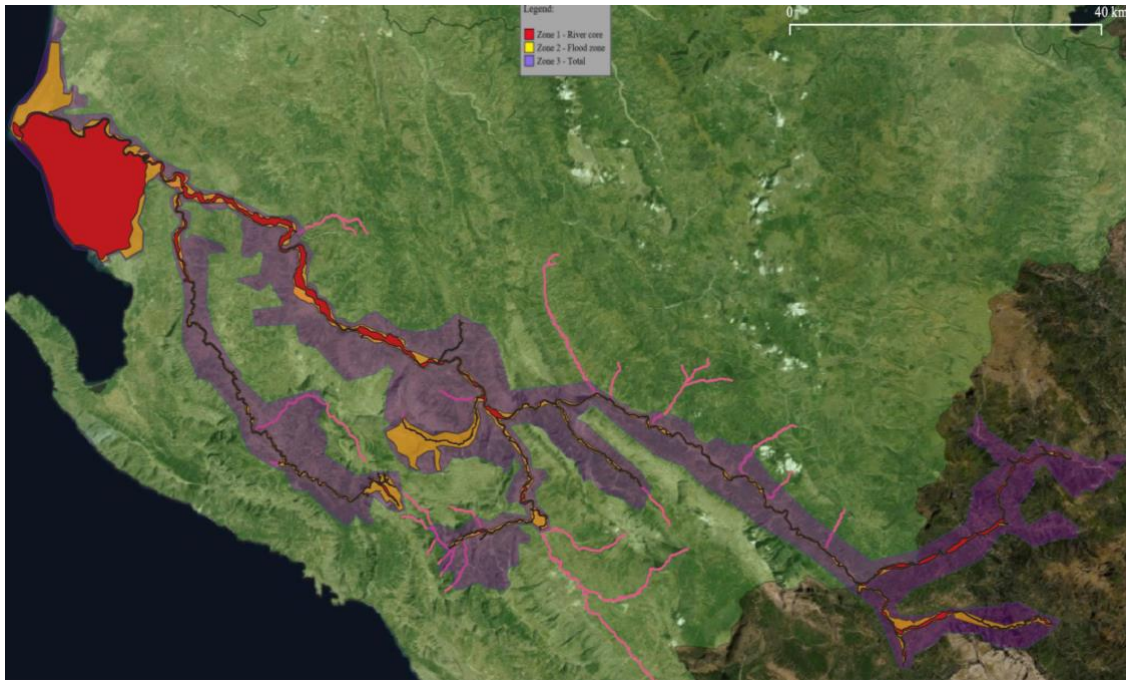 Legend:
Zone 1 - River core
Zone 2 - Flood zone
Zone 3 - Total
0 40 km